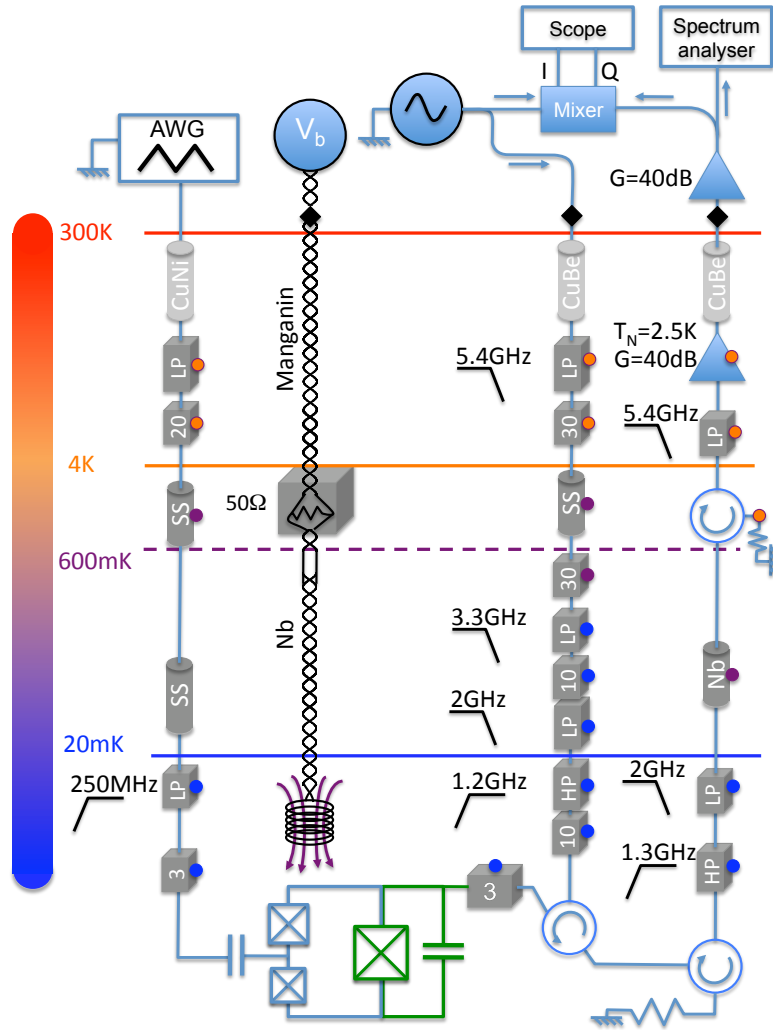 Scope
Spectrum
analyser
I
Q
AWG
V_b
Mixer
G=40dB
300K
CuNi
Manganin
CuBe
CuBe
T_N=2.5K
G=40dB
LP
5.4GHz
LP
20
30
5.4GHz
LP
4K
50Ω
SS
SS
600mK
30
Nb
3.3GHz
LP
10
Nb
SS
2GHz
LP
20mK
250MHz
LP
1.2GHz
HP
2GHz
LP
10
1.3GHz
HP
3
3